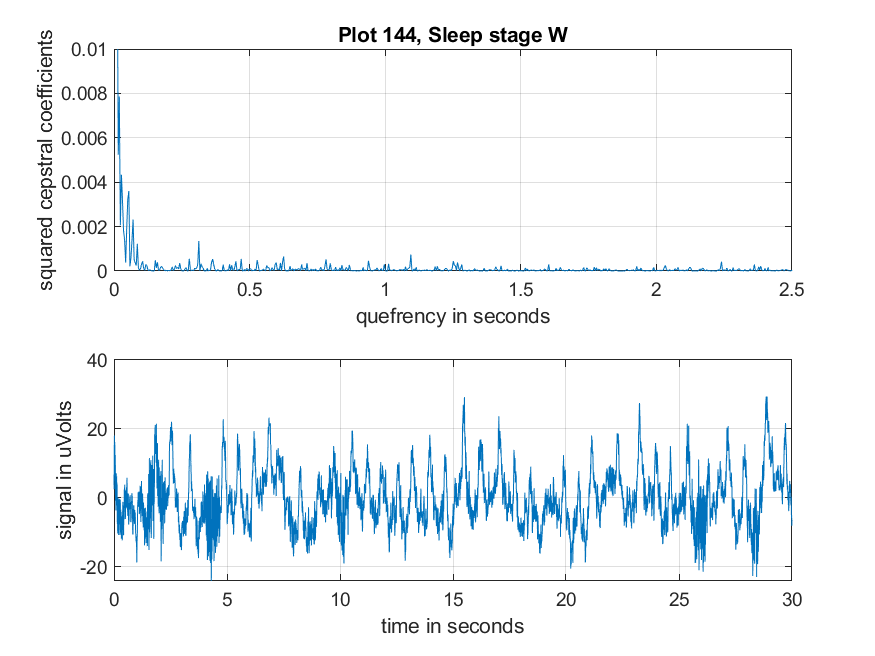 Plot 144, Sleep stage W
squared cepstral coefficients
0.01
0.008
0.006
0.004
0.002
0
0 0.5 1 1.5 2 2.5
quefrency in seconds
signal in uVolts
40
20
0
-20
0 5 10 15 20 25 30
time in seconds